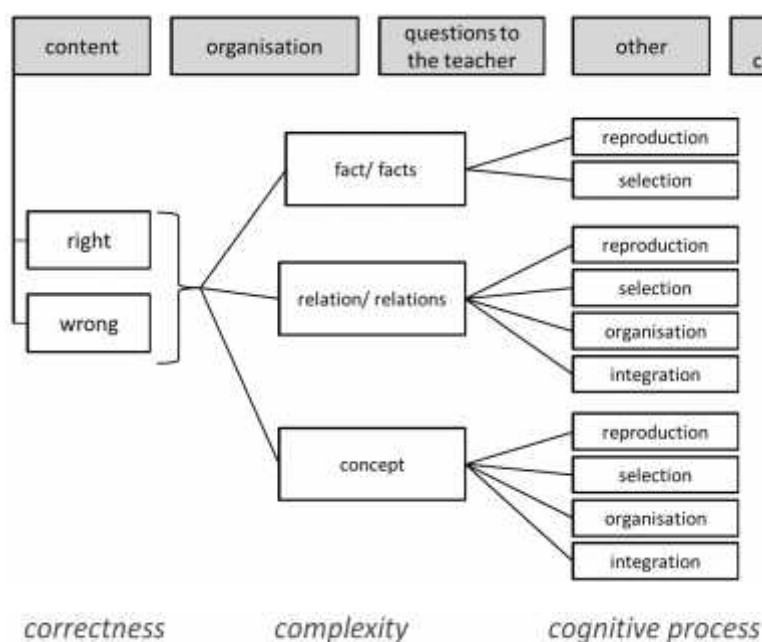 content
organisation
questions to
the teacher
other
c
fact/ facts
reproduction
selection
right
wrong
relation/ relations
reproduction
selection
organisation
integration
concept
reproduction
selection
organisation
integration
correctness
complexity
cognitive process